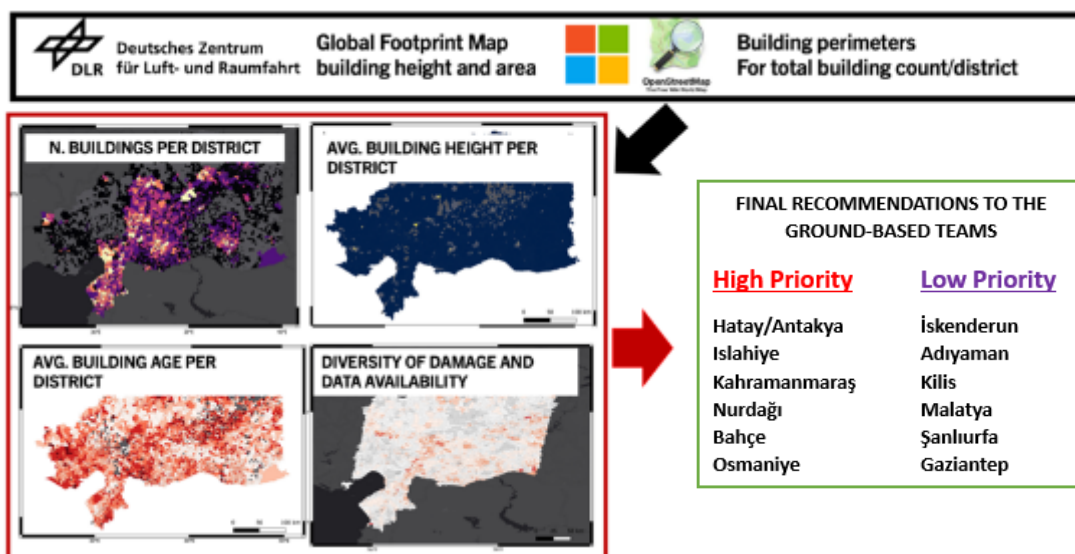 DLR
Deutsches Zentrum
für Luft- und Raumfahrt
Global Footprint Map
building height and area
OpenStreetMap
Building perimeters
For total building count/district
N. BUILDINGS PER DISTRICT
AVG. BUILDING HEIGHT PER
DISTRICT
AVG. BUILDING AGE PER
DISTRICT
DIVERSITY OF DAMAGE AND
DATA AVAILABILITY
FINAL RECOMMENDATIONS TO THE
GROUND-BASED TEAMS
High Priority
Hatay/Antakya
Islahiye
Kahramanmaraş
Nurdağı
Bahçe
Osmaniye
Low Priority
İskenderun
Adıyaman
Kilis
Malatya
Şanlıurfa
Gaziantep